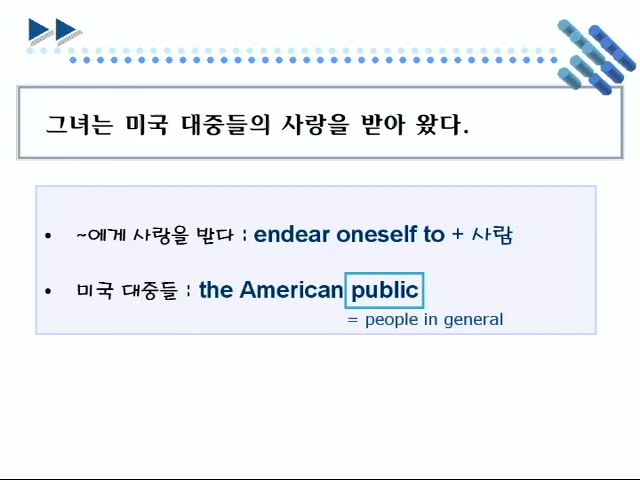 그녀는 미국 대중들의 사랑을 받아 왔다.
• ~에게 사랑을 받다 : endear oneself to + 사람
• 미국 대중들 : the American public
= people in general